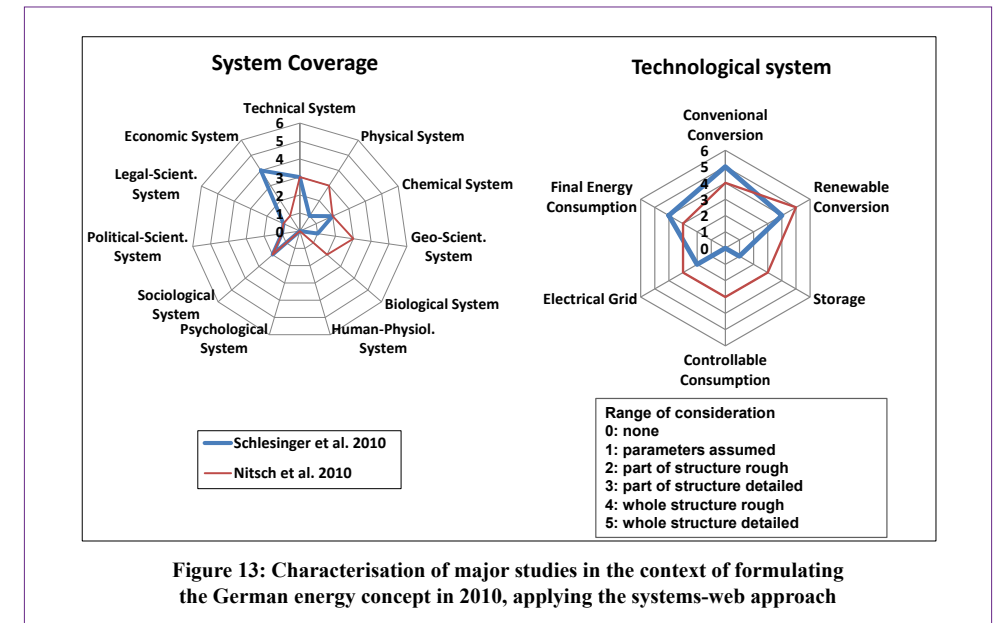 System Coverage
Technical System
Physical System
Chemical System
Geo-Scient.
System
Biological System
Human-Physiol.
System
Psychological
System
Sociological
System
Political-Scient.
System
Legal-Scient.
System
Economic System
6
5
4
3
2
1
0
Schlesinger et al. 2010
Nitsch et al. 2010
Technological system
Convenional
Conversion
Renewable
Conversion
Storage
Controllable
Consumption
Electrical Grid
Final Energy
Consumption
6
5
4
3
2
1
0
Range of consideration
0: none
1: parameters assumed
2: part of structure rough
3: part of structure detailed
4: whole structure rough
5: whole structure detailed
Figure 13: Characterisation of major studies in the context of formulating
the German energy concept in 2010, applying the systems-web approach